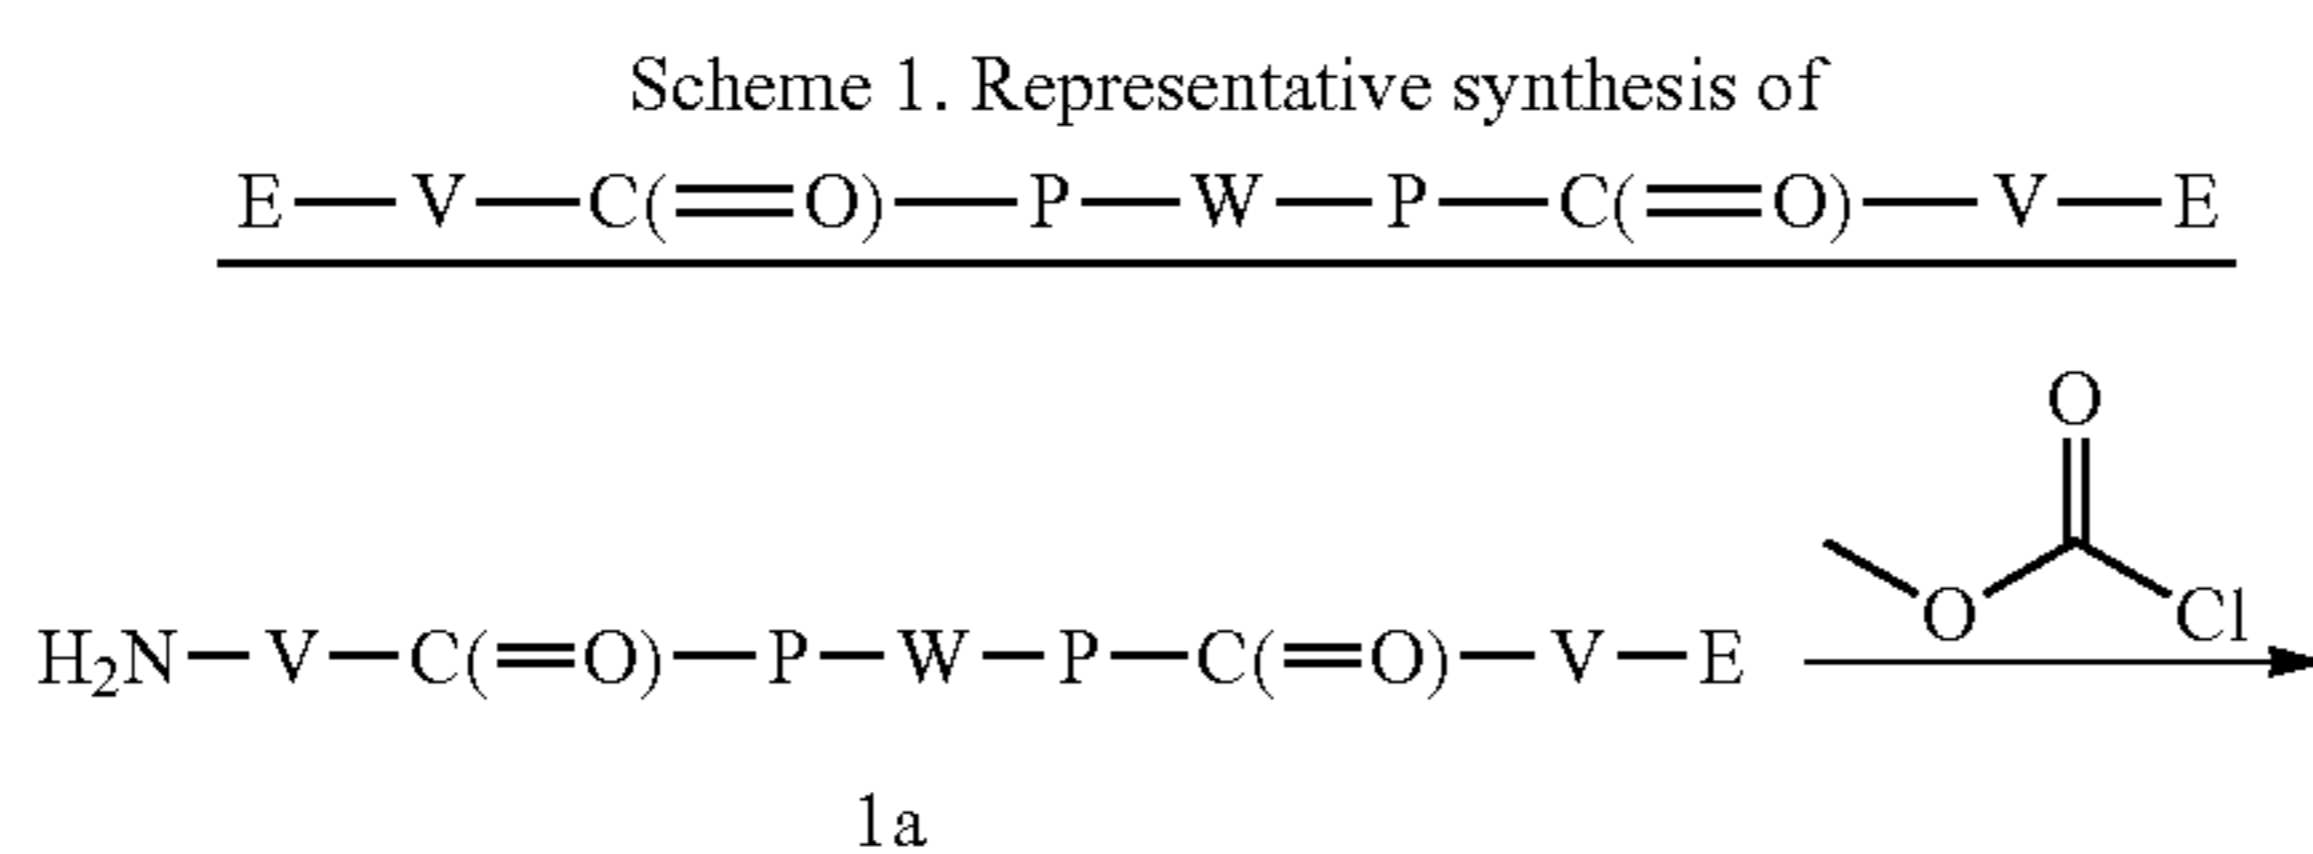 Scheme 1. Representative synthesis of
E—V—C(=O)—P—W—P—C(=O)—V—E
O
O Cl
H₂N—V—C(=O)—P—W—P—C(=O)—V—E
1a